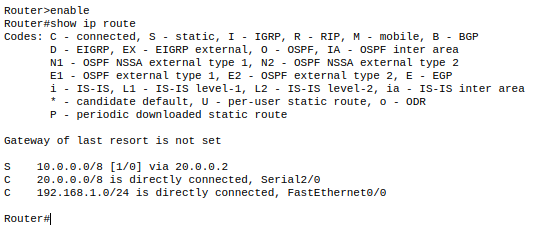 Router>enable
Router#show ip route
Codes: C - connected, S - static, I - IGRP, R - RIP, M - mobile, B - BGP
       D - EIGRP, EX - EIGRP external, O - OSPF, IA - OSPF inter area
       N1 - OSPF NSSA external type 1, N2 - OSPF NSSA external type 2
       E1 - OSPF external type 1, E2 - OSPF external type 2, E - EGP
       i - IS-IS, L1 - IS-IS level-1, L2 - IS-IS level-2, ia - IS-IS inter area
       * - candidate default, U - per-user static route, o - ODR
       P - periodic downloaded static route

Gateway of last resort is not set

S    10.0.0.0/8 [1/0] via 20.0.0.2
C    20.0.0.0/8 is directly connected, Serial2/0
C    192.168.1.0/24 is directly connected, FastEthernet0/0

Router#